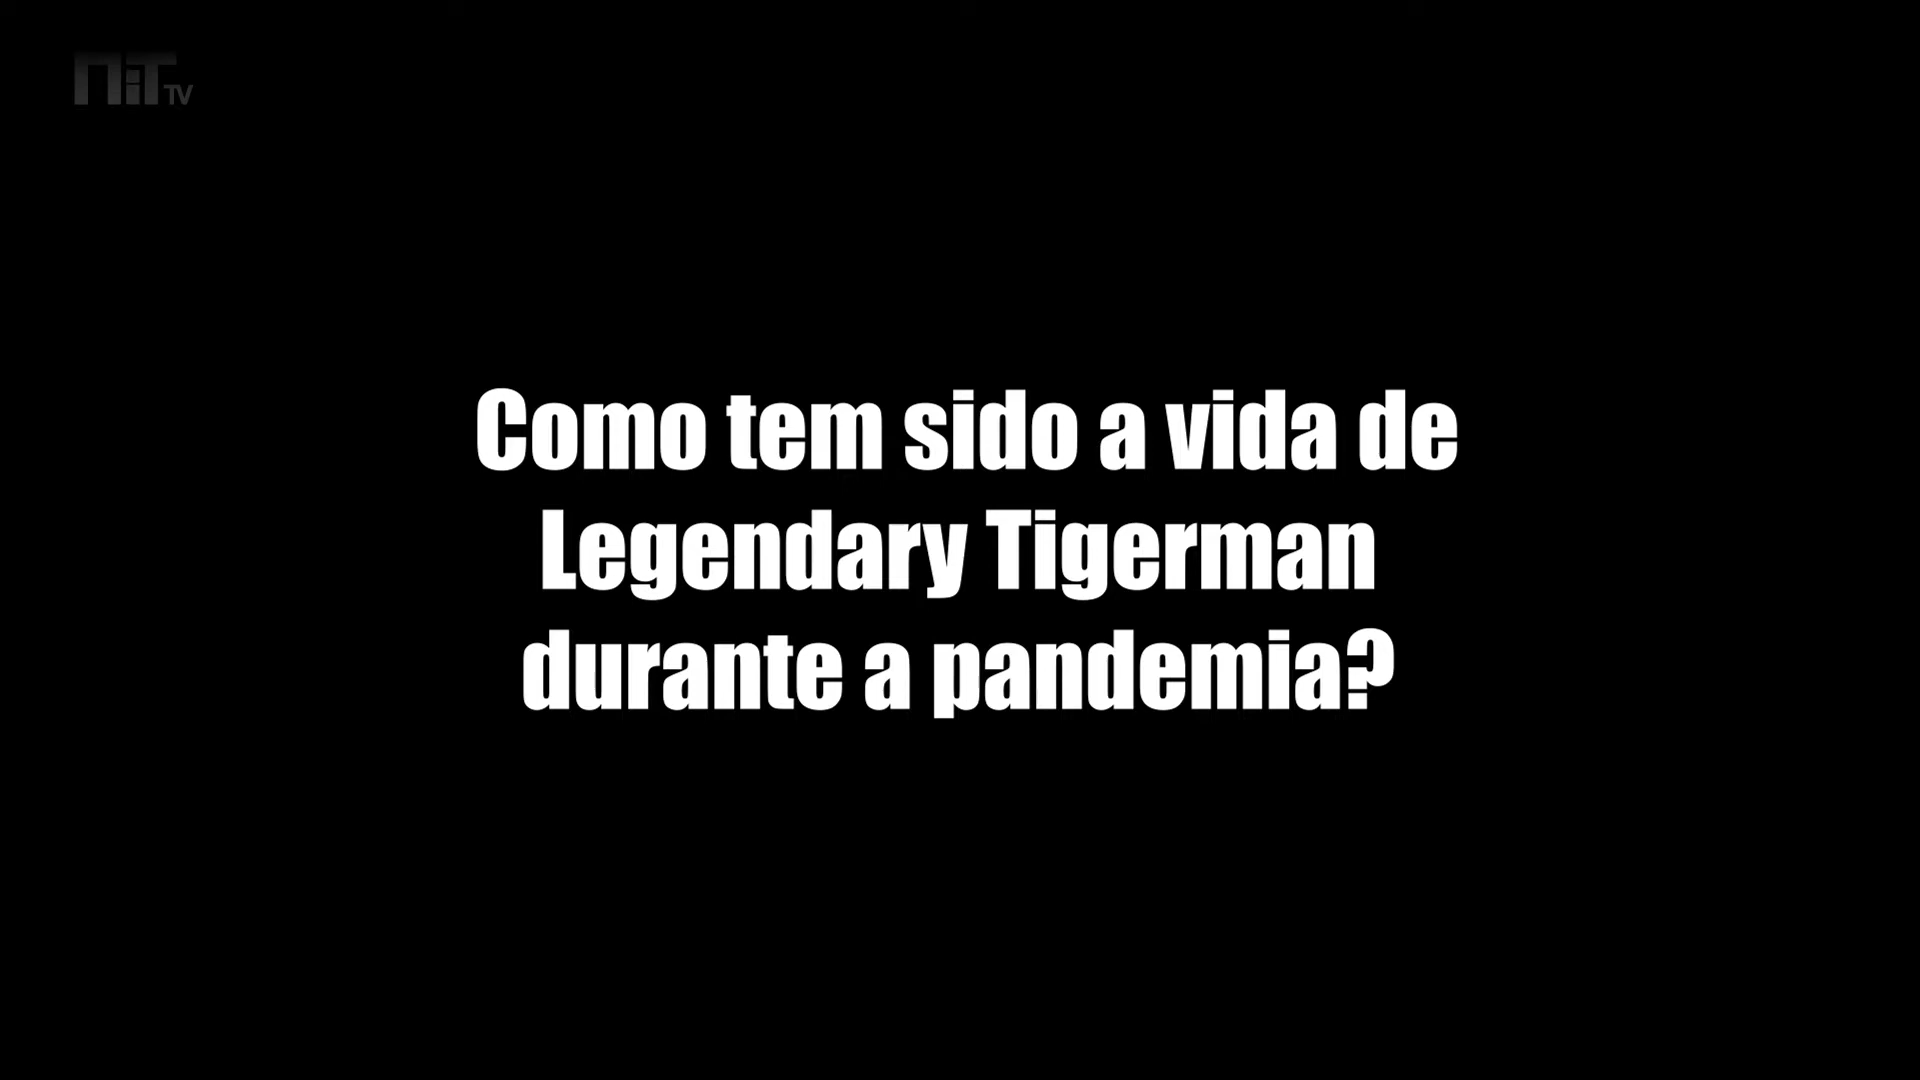 NiT TV
Como tem sido a vida de
Legendary Tigerman
durante a pandemia?